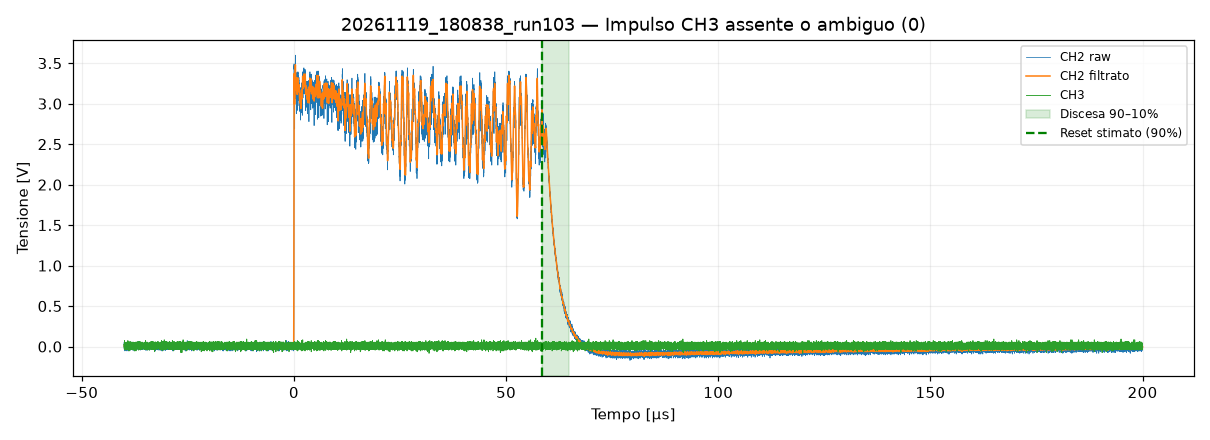 20261119_180838_run103 — Impulso CH3 assente o ambiguo (0)
CH2 raw
CH2 filtrato
CH3
Discesa 90–10%
Reset stimato (90%)
Tensione [V]
3.5
3.0
2.5
2.0
1.5
1.0
0.5
0.0
−50
0
50
100
150
200
Tempo [µs]